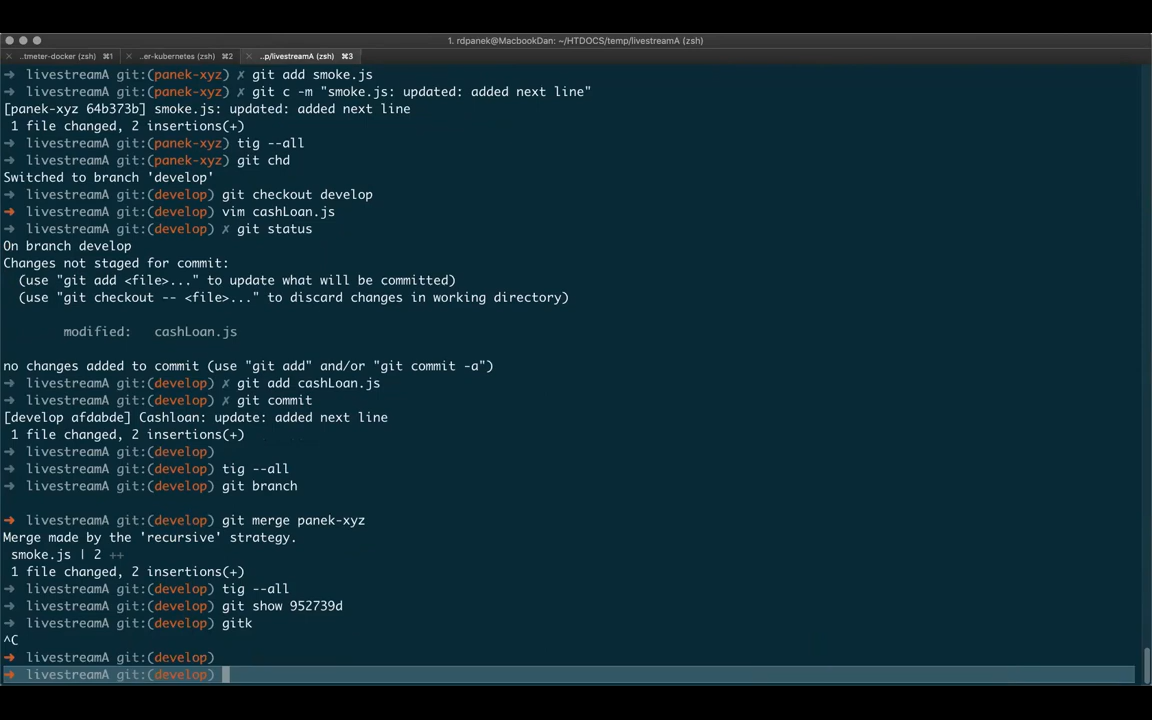 1. rdpanek@MacbookDan: ~/HTDOCS/temp/livestreamA (zsh)
× ..tmeter-docker (zsh) ⌘1 × ..er-kubernetes (zsh) ⌘2 × ..p/livestreamA (zsh) ⌘3
➜ livestreamA git:(panek-xyz) ✗ git add smoke.js
➜ livestreamA git:(panek-xyz) ✗ git c -m "smoke.js: updated: added next line"
[panek-xyz 64b373b] smoke.js: updated: added next line
1 file changed, 2 insertions(+)
➜ livestreamA git:(panek-xyz) tig --all
➜ livestreamA git:(panek-xyz) git chd
Switched to branch 'develop'
➜ livestreamA git:(develop) git checkout develop
➜ livestreamA git:(develop) vim cashLoan.js
➜ livestreamA git:(develop) ✗ git status
On branch develop
Changes not staged for commit:
(use "git add <file>..." to update what will be committed)
(use "git checkout -- <file>..." to discard changes in working directory)
modified: cashLoan.js
no changes added to commit (use "git add" and/or "git commit -a")
➜ livestreamA git:(develop) ✗ git add cashLoan.js
➜ livestreamA git:(develop) ✗ git commit
[develop afdabde] Cashloan: update: added next line
1 file changed, 2 insertions(+)
➜ livestreamA git:(develop)
➜ livestreamA git:(develop) tig --all
➜ livestreamA git:(develop) git branch
➜ livestreamA git:(develop) git merge panek-xyz
Merge made by the 'recursive' strategy.
smoke.js | 2 ++
1 file changed, 2 insertions(+)
➜ livestreamA git:(develop) tig --all
➜ livestreamA git:(develop) git show 952739d
➜ livestreamA git:(develop) gitk
^C
➜ livestreamA git:(develop)
➜ livestreamA git:(develop)